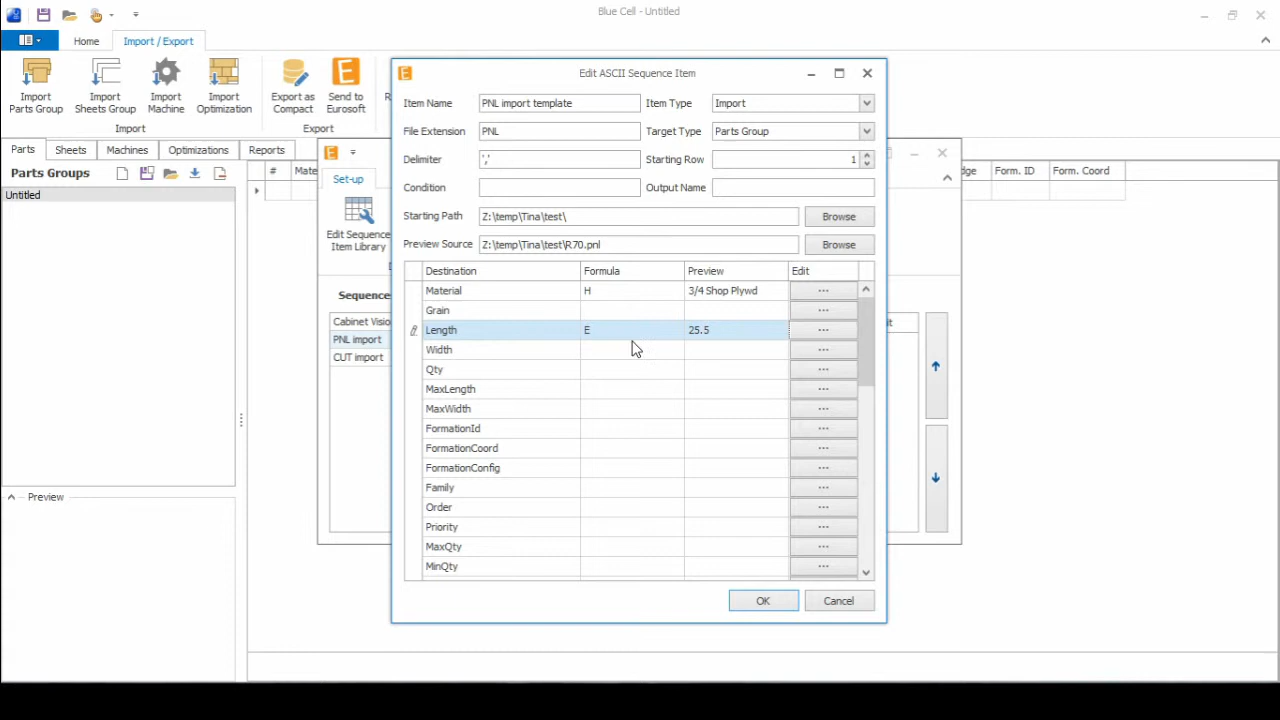 Blue Cell - Untitled
Home
Import / Export
Import Parts Group
Import Sheets Group
Import Machine
Import Optimization
Export as Compact
Send to Eurosoft
Import
Export
Parts
Sheets
Machines
Optimizations
Reports
Parts Groups
Untitled
Preview
#
Mate
dge
Form. ID
Form. Coord
Set-up
Edit Sequence Item Library
Sequence
Cabinet Visio
PNL import
CUT import
Edit ASCII Sequence Item
Item Name
PNL import template
Item Type
Import
File Extension
PNL
Target Type
Parts Group
Delimiter
','
Starting Row
1
Condition
Output Name
Starting Path
Z:\temp\Tina\test\
Browse
Preview Source
Z:\temp\Tina\test\R70.pnl
Browse
Destination Formula Preview Edit
Material H 3/4 Shop Plywd ...
Grain ...
Length E 25.5 ...
Width ...
Qty ...
MaxLength ...
MaxWidth ...
FormationId ...
FormationCoord ...
FormationConfig ...
Family ...
Order ...
Priority ...
MaxQty ...
MinQty ...
OK
Cancel